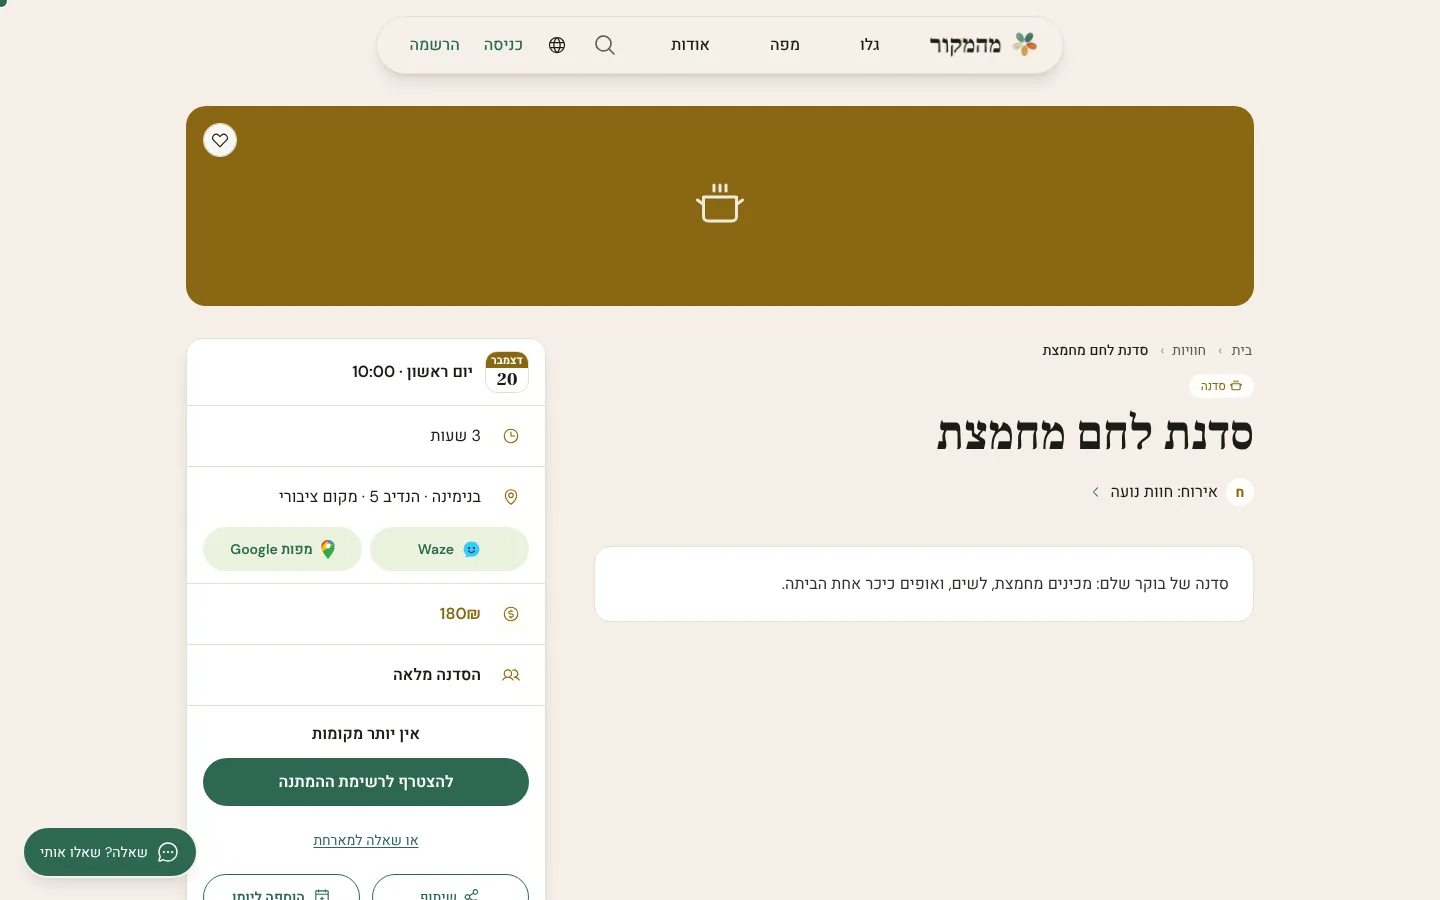 מהמקור
גלו
מפה
אודות
כניסה
הרשמה
בית › חוויות › סדנת לחם מחמצת
סדנה
סדנת לחם מחמצת
ח
אירוח: חוות נועה
סדנה של בוקר שלם: מכינים מחמצת, לשים, ואופים כיכר אחת הביתה.
דצמבר
20
יום ראשון · 10:00
3 שעות
בנימינה · הנדיב 5 · מקום ציבורי
Waze
מפות Google
180₪
הסדנה מלאה
אין יותר מקומות
להצטרף לרשימת ההמתנה
או שאלה למארחת
שיתוף
הוספה ליומן
שאלה? שאלו אותי